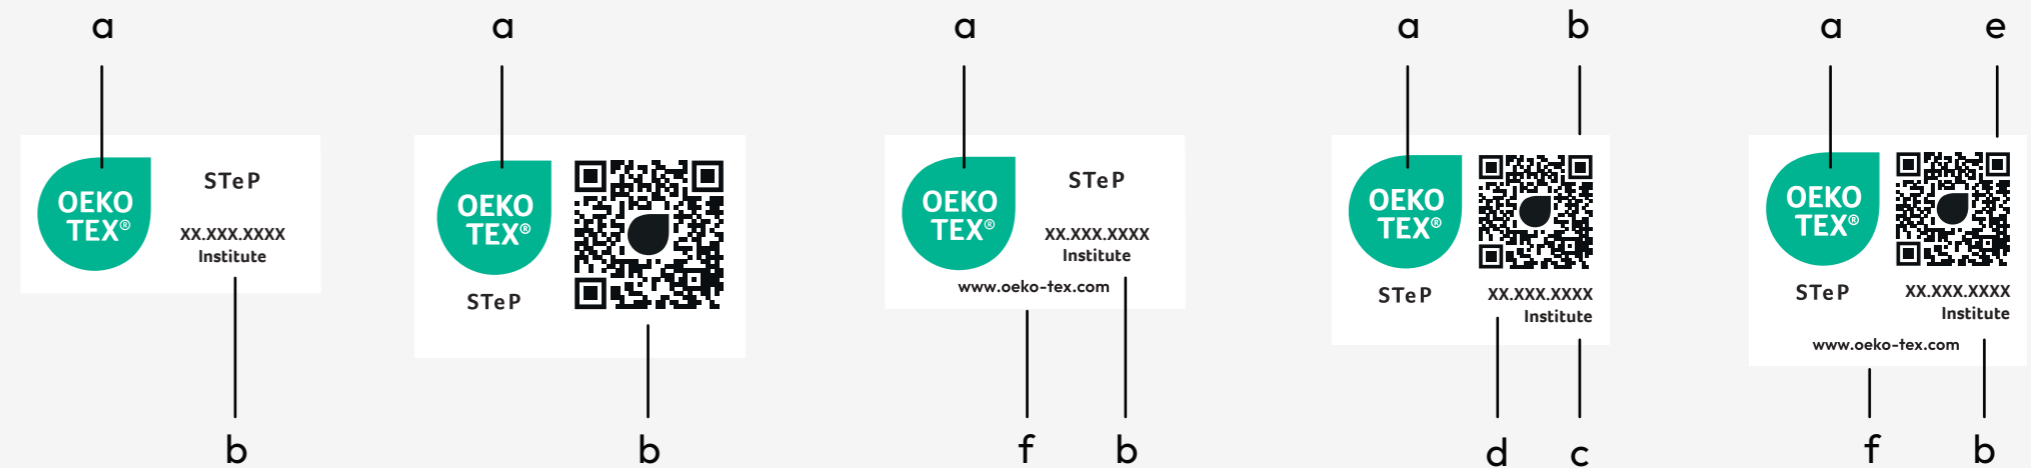 a a a a b a e
OEKO TEX® STeP XX.XXX.XXXX Institute
OEKO TEX® STeP
OEKO TEX® STeP XX.XXX.XXXX Institute www.oeko-tex.com
OEKO TEX® STeP XX.XXX.XXXX Institute
OEKO TEX® STeP XX.XXX.XXXX Institute www.oeko-tex.com
b b f b d c f b